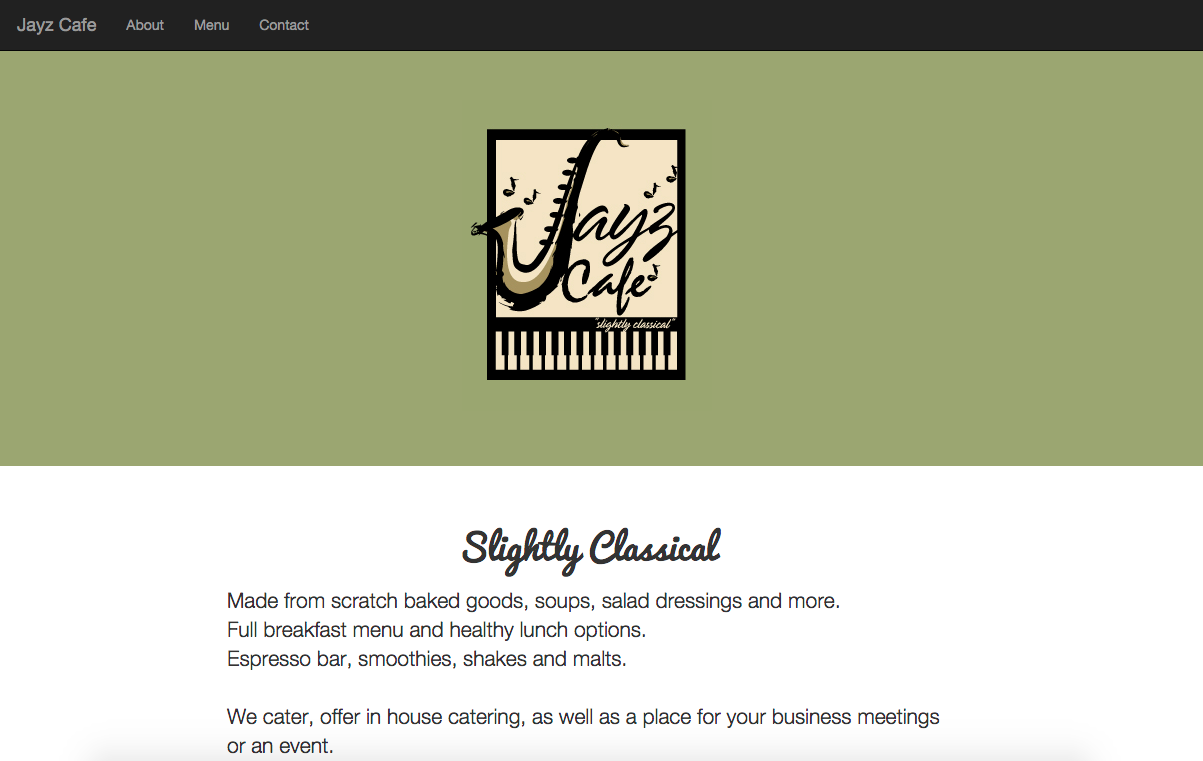 Jayz Cafe About Menu Contact
Jayz
Cafe
"slightly classical"
Slightly Classical
Made from scratch baked goods, soups, salad dressings and more.
Full breakfast menu and healthy lunch options.
Espresso bar, smoothies, shakes and malts.
We cater, offer in house catering, as well as a place for your business meetings
or an event.